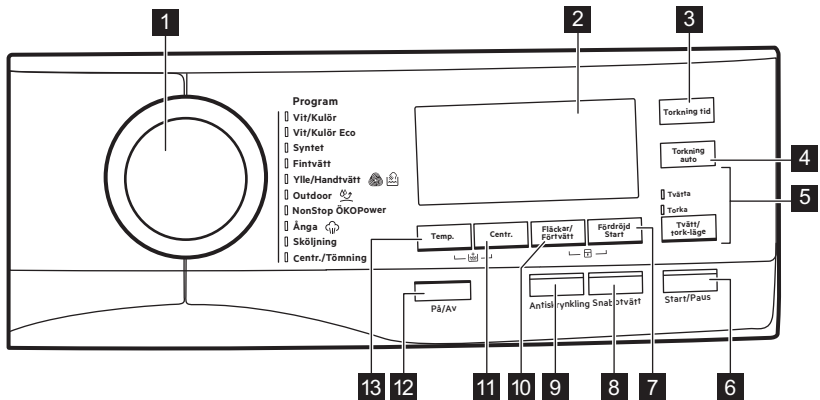 1
2
3
Program
Vit/Kulör
Vit/Kulör Eco
Syntet
Fintvätt
Ylle/Handtvätt
Outdoor
NonStop ÖKOPower
Ånga
Sköljning
Centr./Tömning
Torkning tid
Torkning
auto
4
5
Tvätta
Torka
Tvätt/
tork-läge
Temp.
Centr.
Fläckar/
Förtvätt
Fördröjd
Start
På/Av
Antiskrynkling
Snabbtvätt
Start/Paus
13
12
11
10
9
8
7
6